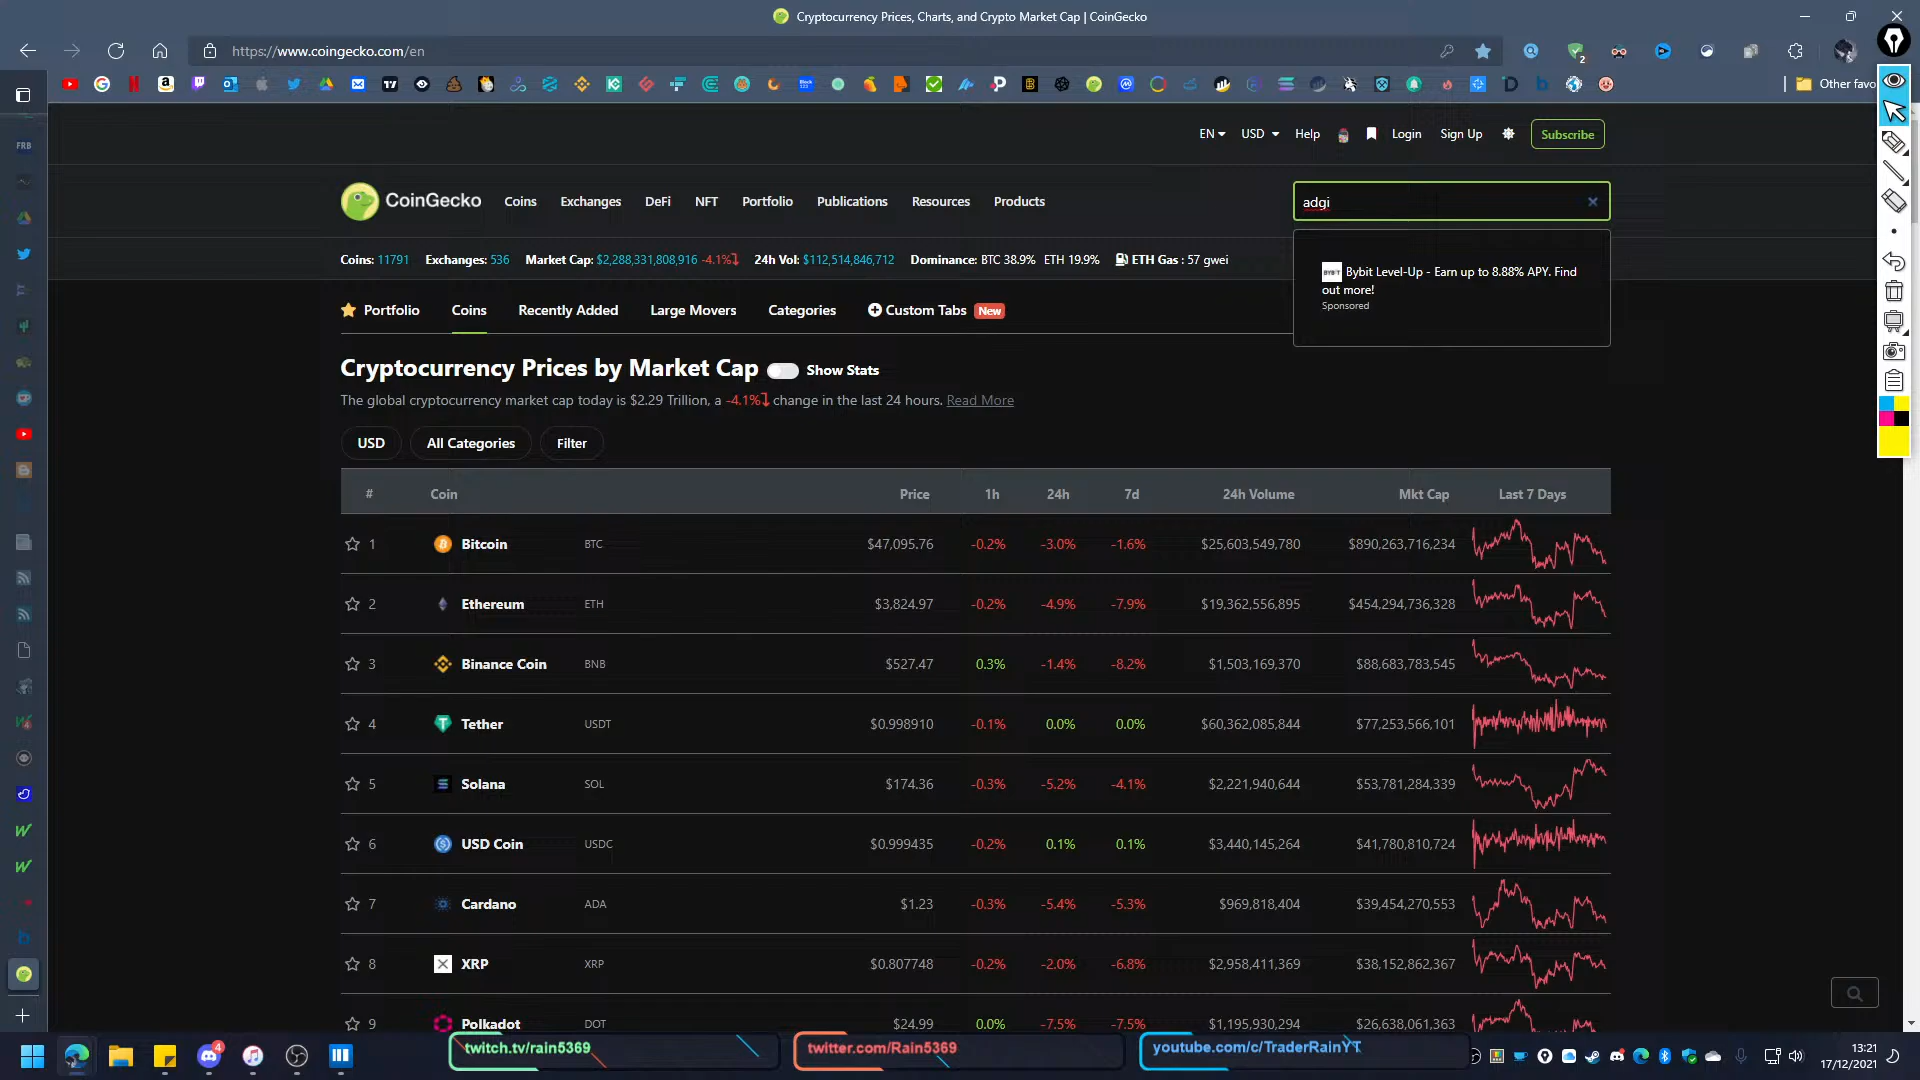 Cryptocurrency Prices, Charts, and Crypto Market Cap | CoinGecko
https://www.coingecko.com/en
Other favo
EN USD Help Login Sign Up Subscribe
CoinGecko Coins Exchanges DeFi NFT Portfolio Publications Resources Products adgi
Coins: 11791 Exchanges: 536 Market Cap: $2,288,331,808,916 -4.1% 24h Vol: $112,514,846,712 Dominance: BTC 38.9% ETH 19.9% ETH Gas : 57 gwei
BYBIT Bybit Level-Up - Earn up to 8.88% APY. Find
out more!
Sponsored
Portfolio Coins Recently Added Large Movers Categories Custom Tabs New
Cryptocurrency Prices by Market Cap Show Stats
The global cryptocurrency market cap today is $2.29 Trillion, a -4.1% change in the last 24 hours. Read More
USD All Categories Filter
# Coin Price 1h 24h 7d 24h Volume Mkt Cap Last 7 Days
1 Bitcoin BTC $47,095.76 -0.2% -3.0% -1.6% $25,603,549,780 $890,263,716,234
2 Ethereum ETH $3,824.97 -0.2% -4.9% -7.9% $19,362,556,895 $454,294,736,328
3 Binance Coin BNB $527.47 0.3% -1.4% -8.2% $1,503,169,370 $88,683,783,545
4 Tether USDT $0.998910 -0.1% 0.0% 0.0% $60,362,085,844 $77,253,566,101
5 Solana SOL $174.36 -0.3% -5.2% -4.1% $2,221,940,644 $53,781,284,339
6 USD Coin USDC $0.999435 -0.2% 0.1% 0.1% $3,440,145,264 $41,780,810,724
7 Cardano ADA $1.23 -0.3% -5.4% -5.3% $969,818,404 $39,454,270,553
8 XRP XRP $0.807748 -0.2% -2.0% -6.8% $2,958,411,369 $38,152,862,367
9 Polkadot DOT $24.99 0.0% -7.5% -7.5% $1,195,930,294 $26,638,061,363
FRB
twitch.tv/rain5369 twitter.com/Rain5369 youtube.com/c/TraderRainYT
13:21
17/12/2021